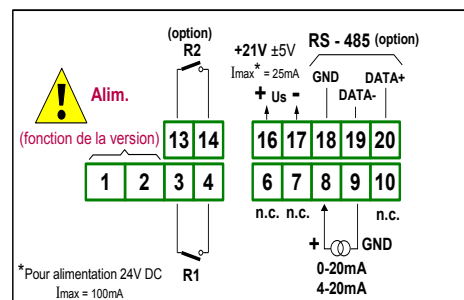 (option)
R2
+21V ±5V
Imax* = 25mA
+ Us -
RS - 485 (option)
GND
DATA-
DATA+
Alim.
(fonction de la version)
13 14
16 17 18 19 20
1 2 3 4
6 7 8 9 10
n.c. n.c.
n.c.
+
GND
R1
0-20mA
4-20mA
*Pour alimentation 24V DC
Imax = 100mA